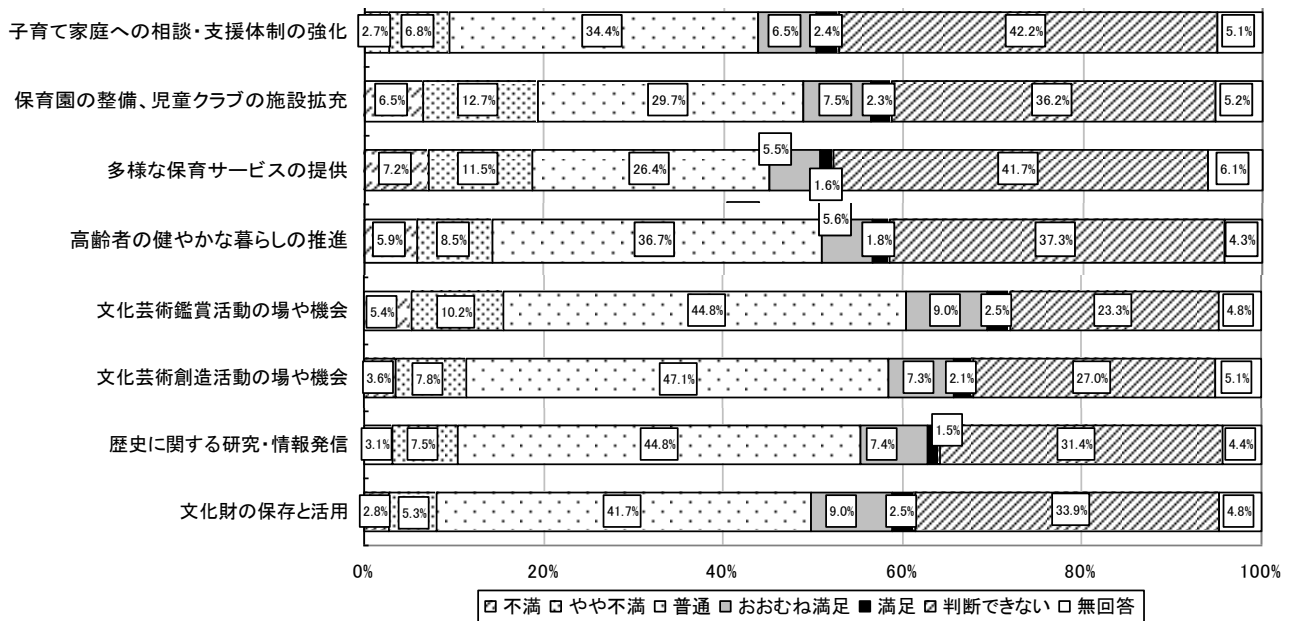 子育て家庭への相談・支援体制の強化 2.7% 6.8% 34.4% 6.5% 2.4% 42.2% 5.1%
保育園の整備、児童クラブの施設拡充 6.5% 12.7% 29.7% 7.5% 2.3% 36.2% 5.2%
多様な保育サービスの提供 7.2% 11.5% 26.4% 5.5% 1.6% 41.7% 6.1%
高齢者の健やかな暮らしの推進 5.9% 8.5% 36.7% 5.6% 1.8% 37.3% 4.3%
文化芸術鑑賞活動の場や機会 5.4% 10.2% 44.8% 9.0% 2.5% 23.3% 4.8%
文化芸術創造活動の場や機会 3.6% 7.8% 47.1% 7.3% 2.1% 27.0% 5.1%
歴史に関する研究・情報発信 3.1% 7.5% 44.8% 7.4% 1.5% 31.4% 4.4%
文化財の保存と活用 2.8% 5.3% 41.7% 9.0% 2.5% 33.9% 4.8%
0% 20% 40% 60% 80% 100%
不満 やや不満 普通 おおむね満足 満足 判断できない 無回答